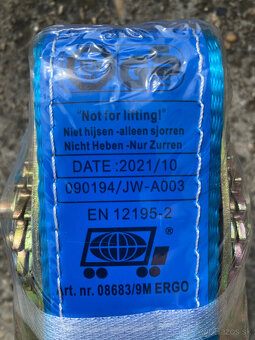 "Not for lifting!"
Niet hijsen -alleen sjorren
Nicht Heben -Nur Zurren
DATE :2021/10
090194/JW-A003
EN 12195-2
Art. nr. 08683/9M ERGO